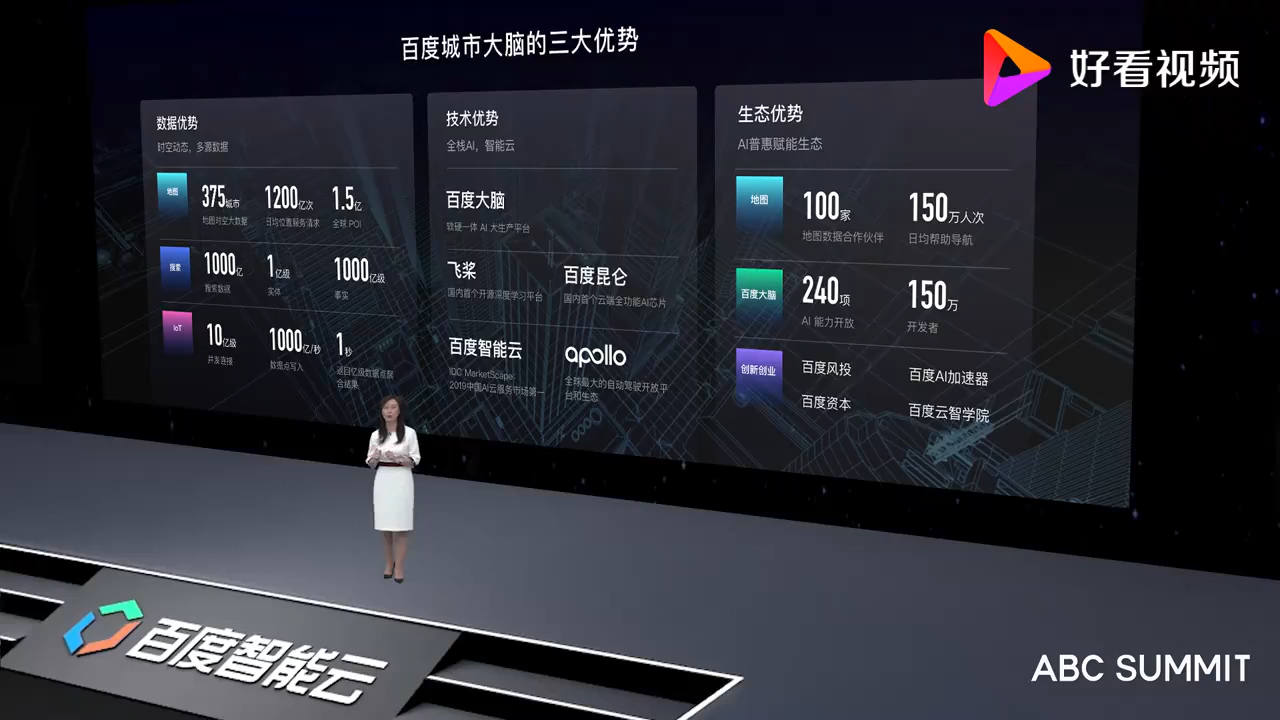 百度城市大脑的三大优势
好看视频
数据优势
时空动态，多源数据
地图
375城市
1200亿次
1.5亿
地图时空大数据
日均位置服务请求
全球 POI
搜索
1000亿
1亿级
1000亿级
搜索数据
实体
事实
IoT
10亿级
1000亿/秒
1秒
并发连接
数据点写入
返回亿级数据点聚
合结果
技术优势
全栈AI，智能云
百度大脑
软硬一体 AI 大生产平台
飞桨
百度昆仑
国内首个开源深度学习平台
国内首个云端全功能AI芯片
百度智能云
apollo
IDC MarketScape:
2019中国AI云服务市场第一
全球最大的自动驾驶开放平
台和生态
生态优势
AI普惠赋能生态
地图
100家
150万人次
地图数据合作伙伴
日均帮助导航
百度大脑
240项
150万
AI 能力开放
开发者
创新创业
百度风投
百度AI加速器
百度资本
百度云智学院
百度智能云
ABC SUMMIT